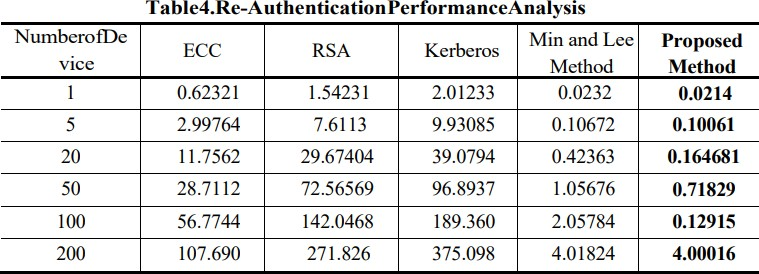 Table4.Re-AuthenticationPerformanceAnalysis
NumberofDe
vice ECC RSA Kerberos Min and Lee
Method Proposed
Method
1 0.62321 1.54231 2.01233 0.0232 0.0214
5 2.99764 7.6113 9.93085 0.10672 0.10061
20 11.7562 29.67404 39.0794 0.42363 0.164681
50 28.7112 72.56569 96.8937 1.05676 0.71829
100 56.7744 142.0468 189.360 2.05784 0.12915
200 107.690 271.826 375.098 4.01824 4.00016